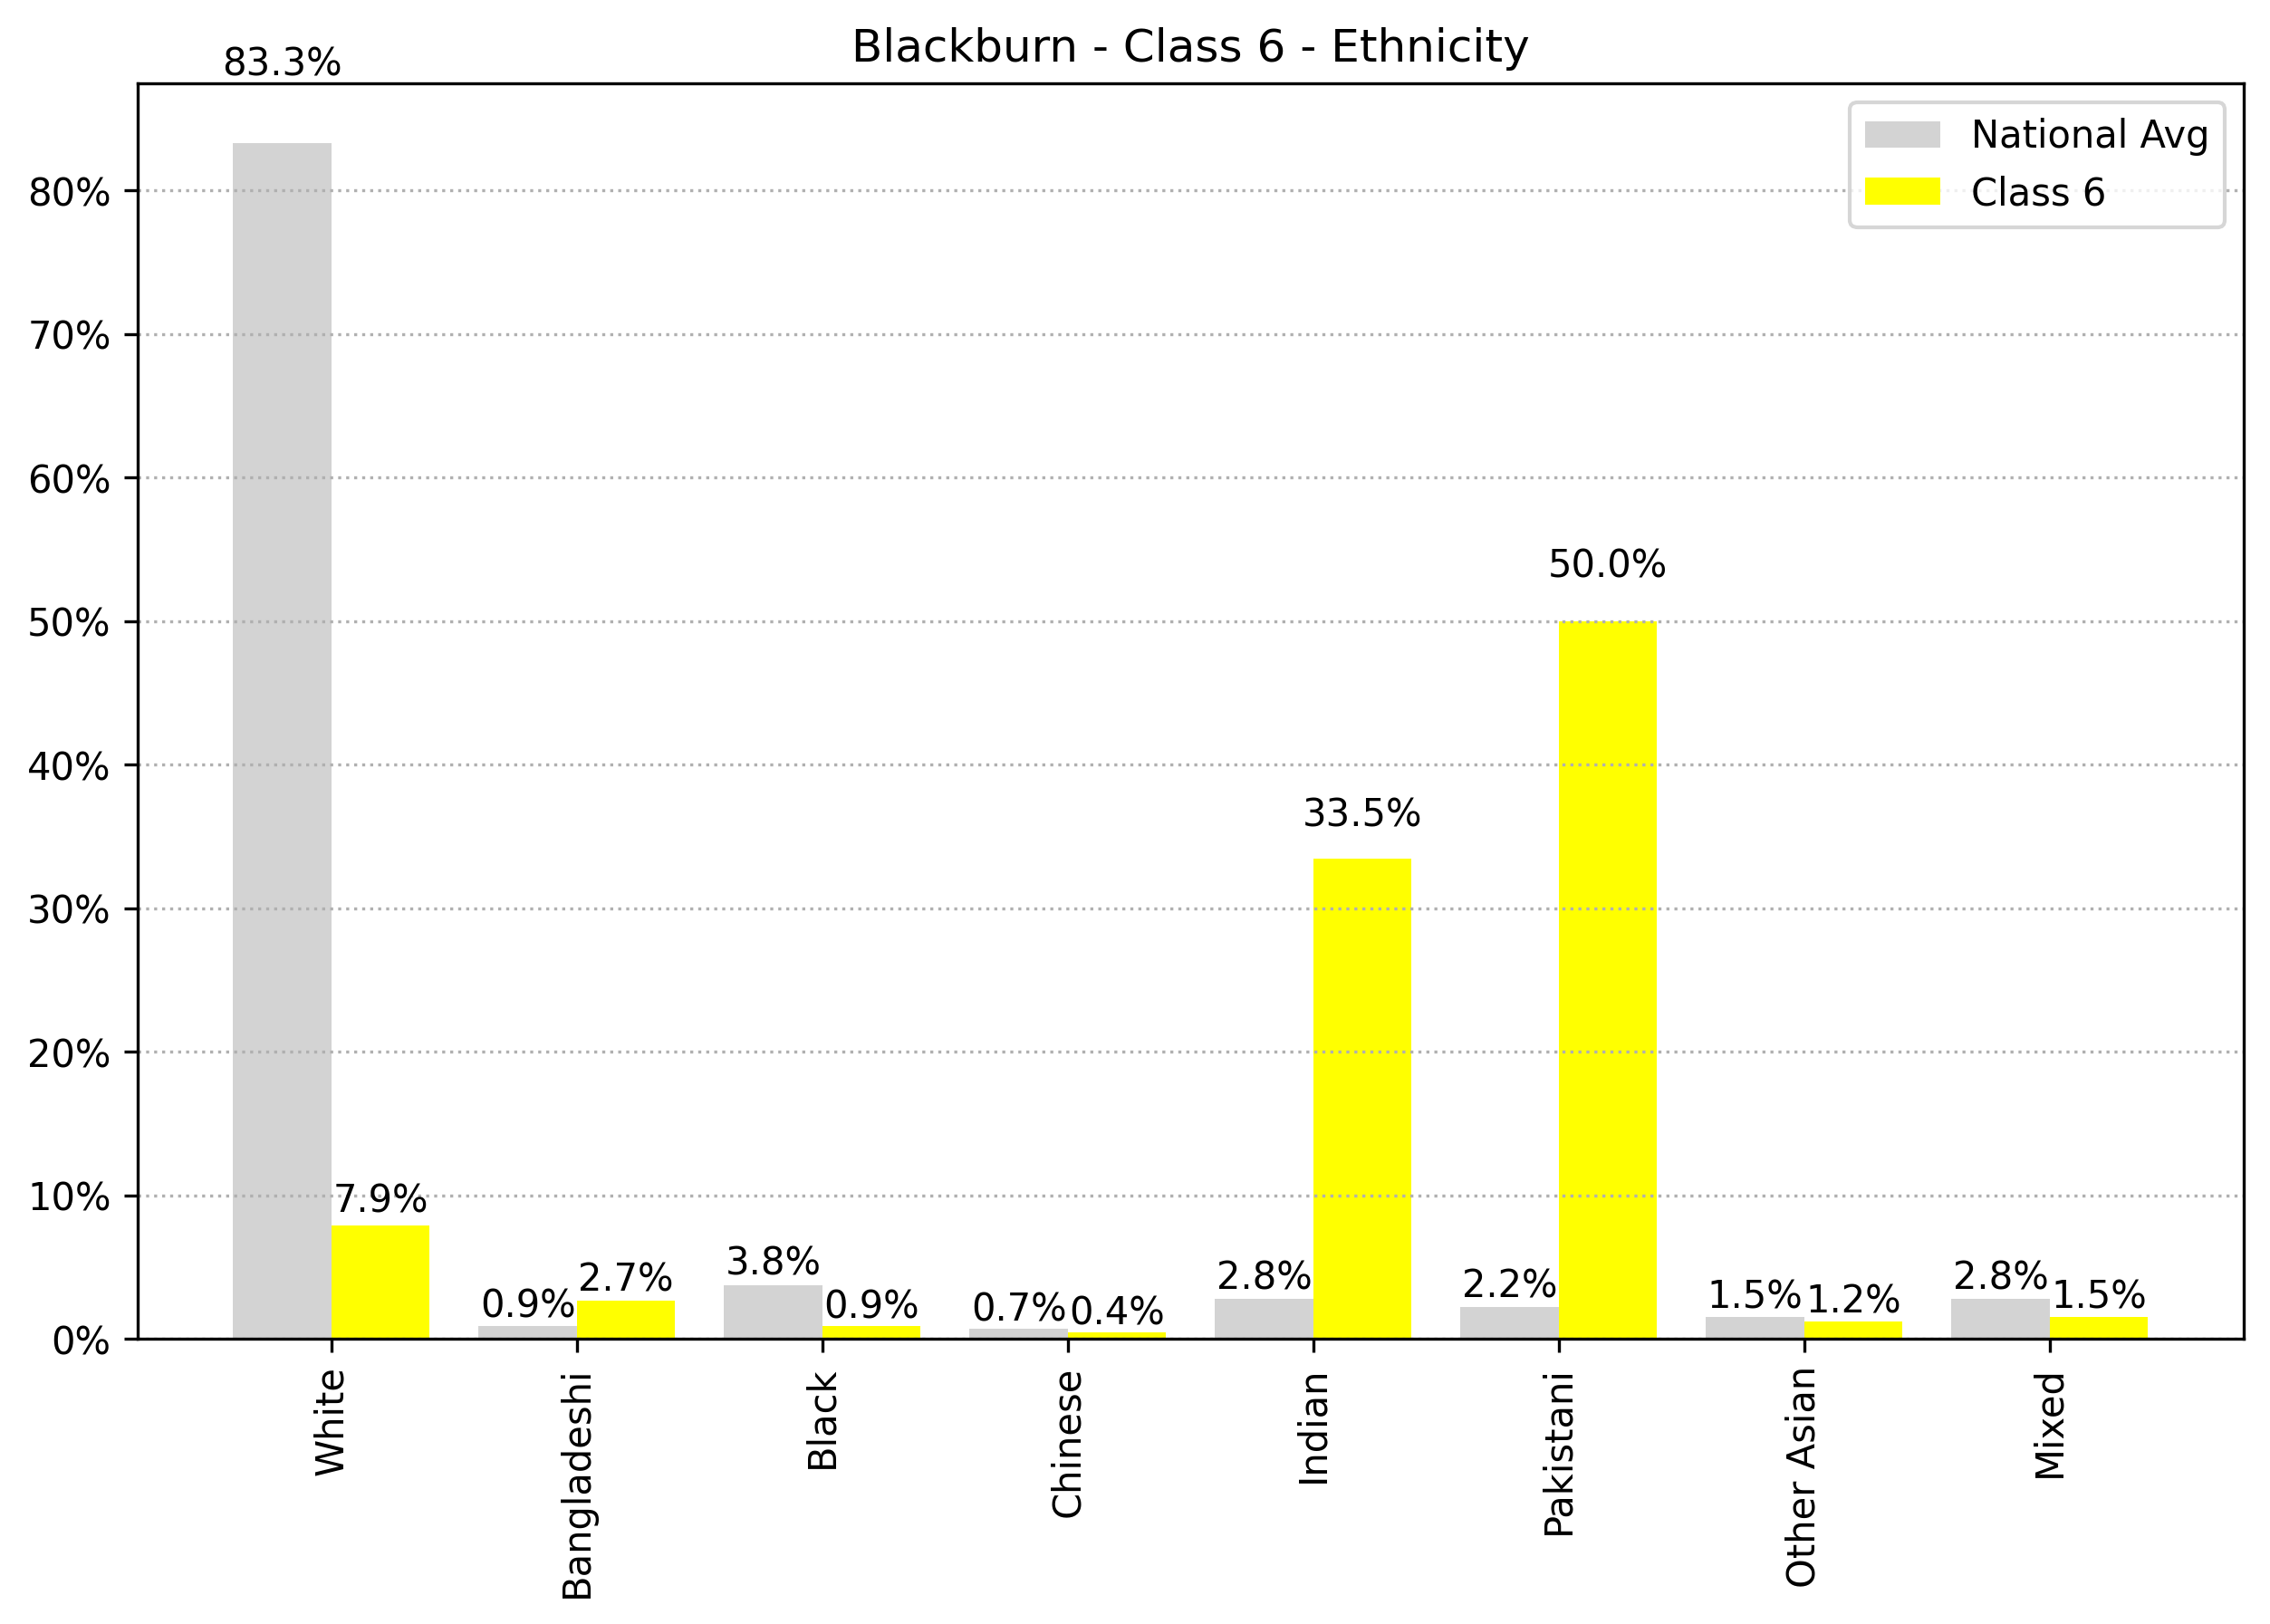 Blackburn - Class 6 - Ethnicity
National Avg
Class 6
80%
70%
60%
50%
40%
30%
20%
10%
0%
83.3%
7.9%
0.9%
2.7%
3.8%
0.9%
0.7%
0.4%
2.8%
33.5%
2.2%
50.0%
1.5%
1.2%
2.8%
1.5%
White
Bangladeshi
Black
Chinese
Indian
Pakistani
Other Asian
Mixed